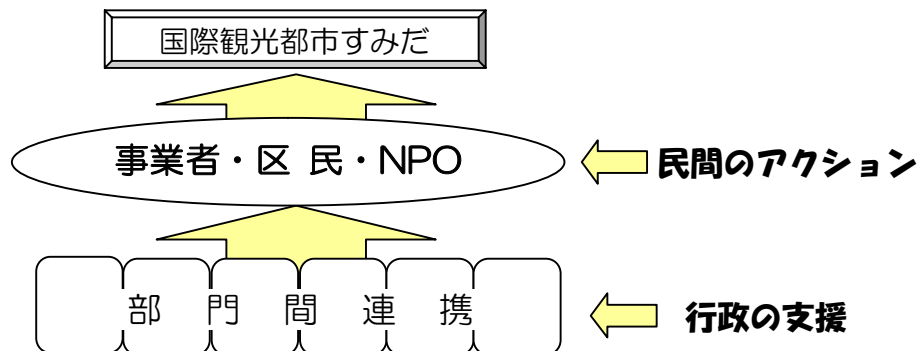 国際観光都市すみだ
事業者・区 民・NPO
民間のアクション
部 門 間 連 携
行政の支援